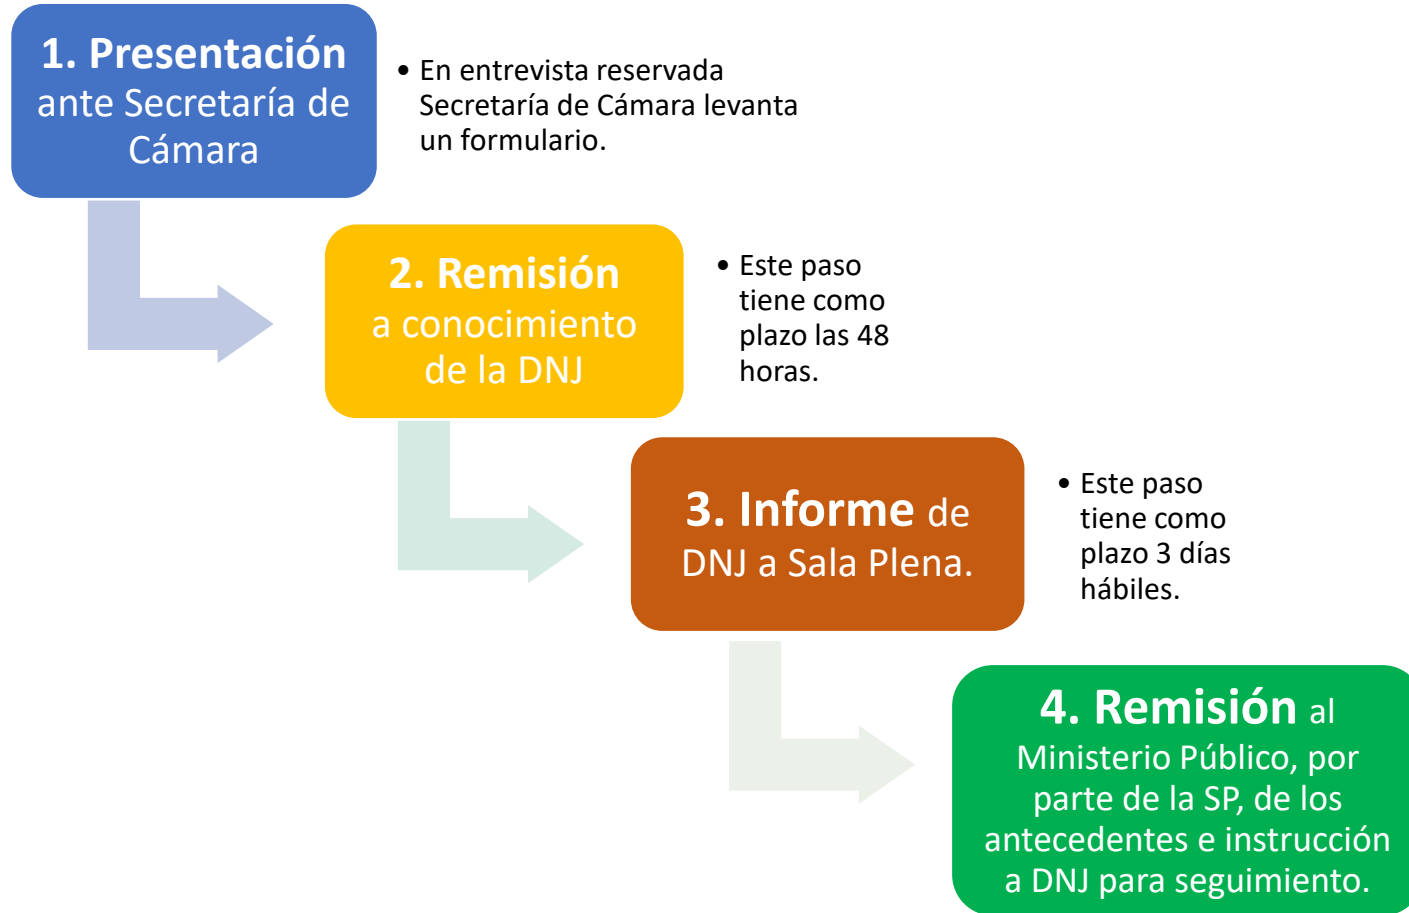 1. Presentación
ante Secretaría de
Cámara
• En entrevista reservada
Secretaría de Cámara levanta
un formulario.
2. Remisión
a conocimiento
de la DNJ
• Este paso
tiene como
plazo las 48
horas.
3. Informe de
DNJ a Sala Plena.
• Este paso
tiene como
plazo 3 días
hábiles.
4. Remisión al
Ministerio Público, por
parte de la SP, de los
antecedentes e instrucción
a DNJ para seguimiento.